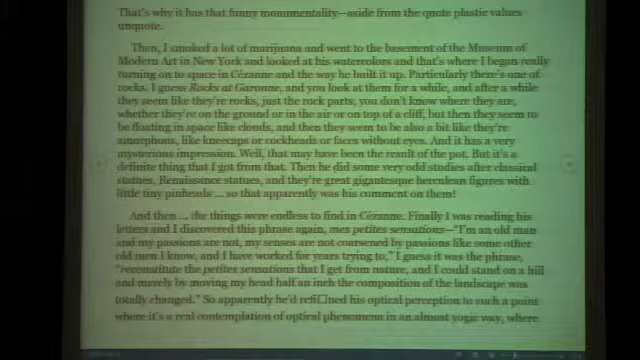 That's why it has that funny monumentality—aside from the quote plastic values
unquote.
Then, I smoked a lot of marijuana and went to the basement of the Museum of
Modern Art in New York and looked at his watercolors and that's where I began really
turning on to space in Cézanne and the way he built it up. Particularly there's one of
rocks, I guess Rocks at Garonne, and you look at them for a while, and after a while
they seem like they're rocks, just the rock parts, you don't know where they are,
whether they're on the ground or in the air or on top of a cliff, but then they seem to
be floating in space like clouds, and then they seem to be also a bit like they're
amorphous, like kneecaps or cockheads or faces without eyes. And it has a very
mysterious impression. Well, that may have been the result of the pot. But it's a
definite thing that I got from that. Then he did some very odd studies after classical
statues, Renaissance statues, and they're great gigantesque herculean figures with
little tiny pinheads ... so that apparently was his comment on them!
And then ... the things were endless to find in Cézanne. Finally I was reading his
letters and I discovered this phrase again, mes petites sensations—"I'm an old man
and my passions are not, my senses are not coarsened by passions like some other
old men I know, and I have worked for years trying to," I guess it was the phrase,
"reconstitute the petites sensations that I get from nature, and I could stand on a hill
and merely by moving my head half an inch the composition of the landscape was
totally changed." So apparently he'd refi□ned his optical perception to such a point
where it's a real contemplation of optical phenomena in an almost yogic way, where